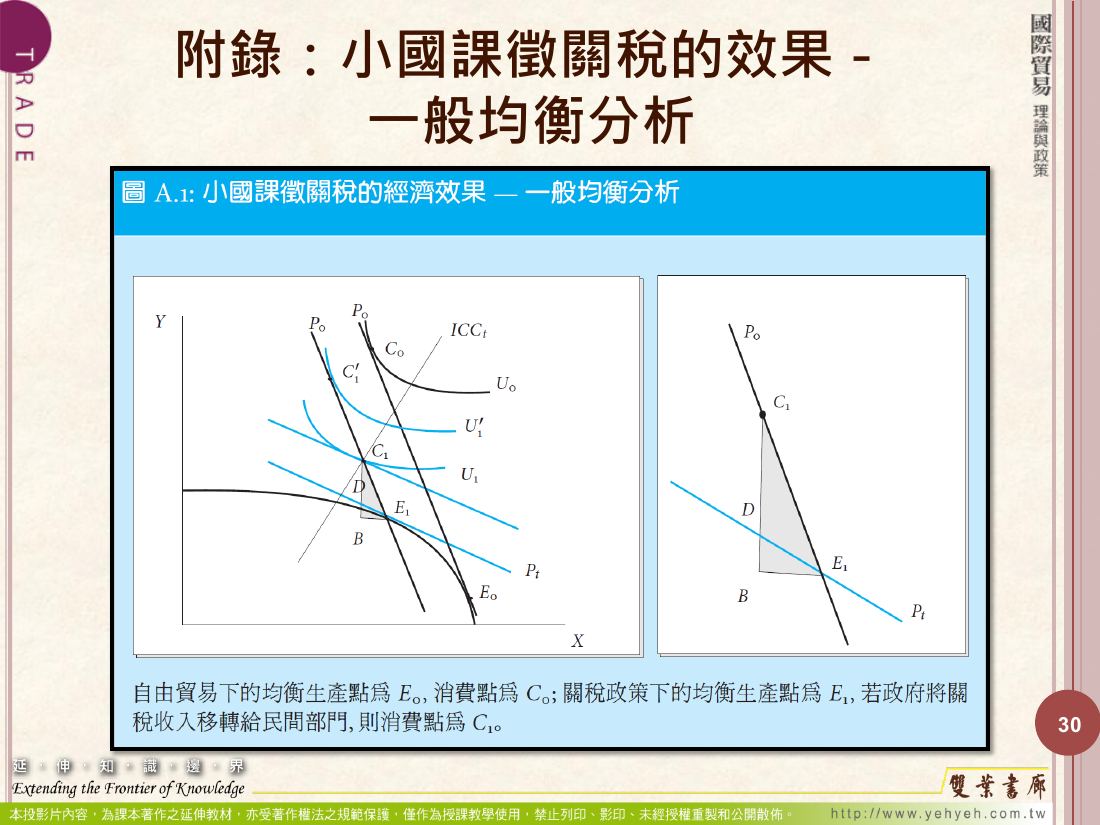 TRADE
國際貿易 理論與政策
附錄：小國課徵關稅的效果 -
一般均衡分析
圖 A.1: 小國課徵關稅的經濟效果 — 一般均衡分析
Y
P₀
P₀
ICCₜ
C₀
C₁′
U₀
U₁′
C₁
U₁
D
E₁
B
Pₜ
E₀
X
P₀
C₁
D
E₁
B
Pₜ
自由貿易下的均衡生產點爲 E₀, 消費點爲 C₀; 關稅政策下的均衡生產點爲 E₁, 若政府將關
稅收入移轉給民間部門, 則消費點爲 C₁。
30
延‧伸‧知‧識‧邊‧界
Extending the Frontier of Knowledge
雙葉書廊
本投影片內容，為課本著作之延伸教材，亦受著作權法之規範保護，僅作為授課教學使用，禁止列印、影印、未經授權重製和公開散佈。
http://www.yehyeh.com.tw